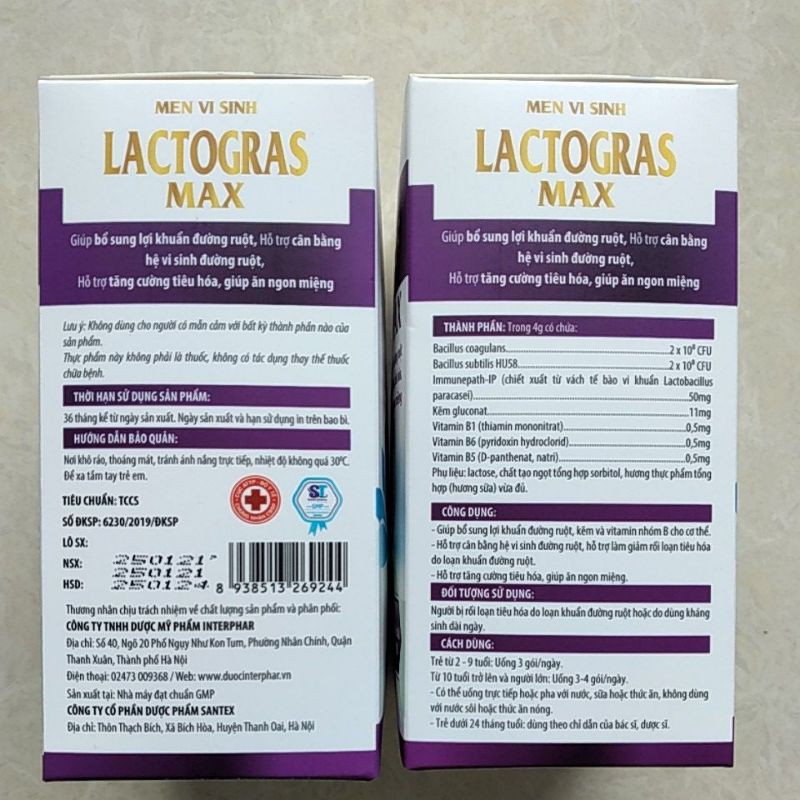 MEN VI SINH
LACTOGRAS
MAX
Giúp bổ sung lợi khuẩn đường ruột, Hỗ trợ cân bằng
hệ vi sinh đường ruột,
Hỗ trợ tăng cường tiêu hóa, giúp ăn ngon miệng
Lưu ý: Không dùng cho người có mẫn cảm với bất kỳ thành phần nào của
sản phẩm.
Thực phẩm này không phải là thuốc, không có tác dụng thay thế thuốc
chữa bệnh.
THỜI HẠN SỬ DỤNG SẢN PHẨM:
36 tháng kể từ ngày sản xuất. Ngày sản xuất và hạn sử dụng in trên bao bì.
HƯỚNG DẪN BẢO QUẢN:
Nơi khô ráo, thoáng mát, tránh ánh nắng trực tiếp, nhiệt độ không quá 30°C.
Để xa tầm tay trẻ em.
TIÊU CHUẨN: TCCS
SỐ ĐKSP: 6230/2019/ĐKSP
LÔ SX:
NSX: 250121
HSD: 250124
GMP
8 938513 269244
Thương nhân chịu trách nhiệm về chất lượng sản phẩm và phân phối:
CÔNG TY TNHH DƯỢC MỸ PHẨM INTERPHAR
Địa chỉ: Số 40, Ngõ 20 Phố Ngụy Như Kon Tum, Phường Nhân Chính, Quận
Thanh Xuân, Thành phố Hà Nội
Điện thoại: 02473 009368 / Web: www.duocinterphar.vn
Sản xuất tại: Nhà máy đạt chuẩn GMP
CÔNG TY CỔ PHẦN DƯỢC PHẨM SANTEX
Địa chỉ: Thôn Thạch Bích, Xã Bích Hòa, Huyện Thanh Oai, Hà Nội
MEN VI SINH
LACTOGRAS
MAX
Giúp bổ sung lợi khuẩn đường ruột, Hỗ trợ cân bằng
hệ vi sinh đường ruột,
Hỗ trợ tăng cường tiêu hóa, giúp ăn ngon miệng
THÀNH PHẦN: Trong 4g có chứa:
Bacillus coagulans.....2 x 10⁸ CFU
Bacillus subtilis HU58.....2 x 10⁸ CFU
Immunepath-IP (chiết xuất từ vách tế bào vi khuẩn Lactobacillus
paracasei).....50mg
Kẽm gluconat.....11mg
Vitamin B1 (thiamin mononitrat).....0,5mg
Vitamin B6 (pyridoxin hydroclorid).....0,5mg
Vitamin B5 (D-panthenat, natri).....0,5mg
Phụ liệu: lactose, chất tạo ngọt tổng hợp sorbitol, hương thực phẩm tổng
hợp (hương sữa) vừa đủ.
CÔNG DỤNG:
- Giúp bổ sung lợi khuẩn đường ruột, kẽm và vitamin nhóm B cho cơ thể.
- Hỗ trợ cân bằng hệ vi sinh đường ruột, hỗ trợ làm giảm rối loạn tiêu hóa
do loạn khuẩn đường ruột.
- Hỗ trợ tăng cường tiêu hóa, giúp ăn ngon miệng.
ĐỐI TƯỢNG SỬ DỤNG:
Người bị rối loạn tiêu hóa do loạn khuẩn đường ruột hoặc do dùng kháng
sinh dài ngày.
CÁCH DÙNG:
Trẻ từ 2 - 9 tuổi: Uống 3 gói/ngày.
Từ 10 tuổi trở lên và người lớn: Uống 3-4 gói/ngày.
- Có thể uống trực tiếp hoặc pha với nước, sữa hoặc thức ăn, không dùng
với nước sôi hoặc thức ăn nóng.
- Trẻ dưới 24 tháng tuổi: dùng theo chỉ dẫn của bác sĩ, dược sĩ.